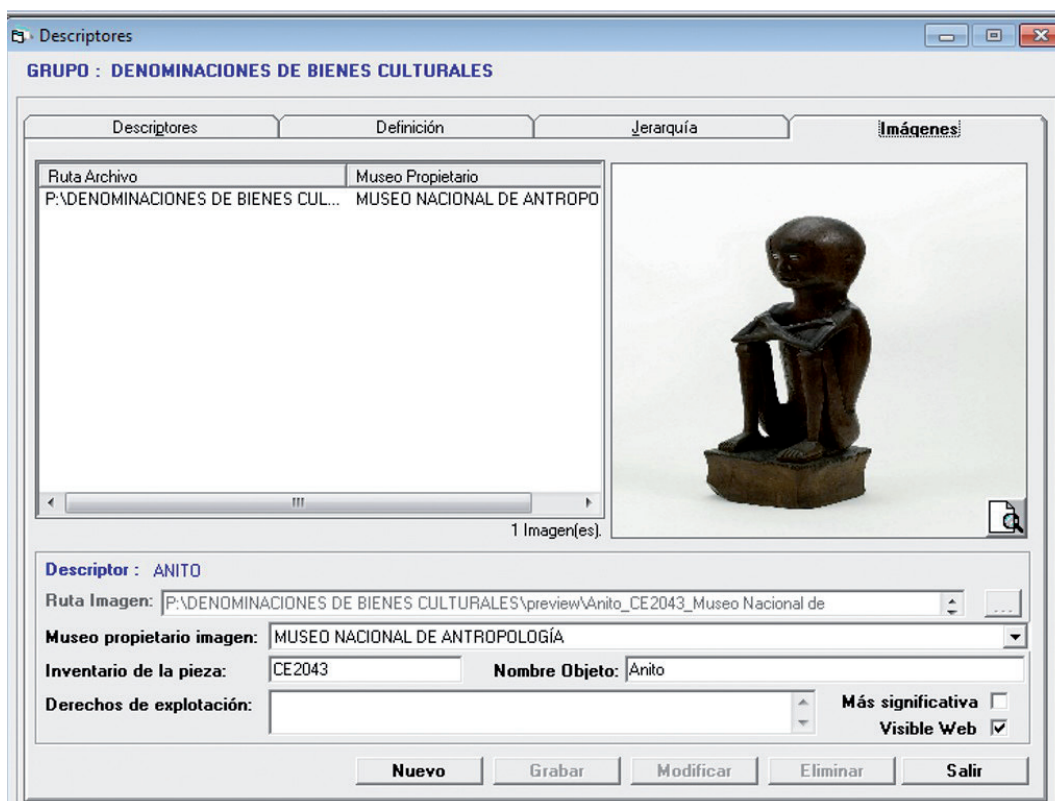 Descriptores
GRUPO : DENOMINACIONES DE BIENES CULTURALES
Descriptores Definición Jerarquía Imágenes
Ruta Archivo Museo Propietario
P:\DENOMINACIONES DE BIENES CUL... MUSEO NACIONAL DE ANTROPO
1 Imagen(es).
Descriptor : ANITO
Ruta Imagen: P:\DENOMINACIONES DE BIENES CULTURALES\preview\Anito_CE2043_Museo Nacional de
...
Museo propietario imagen: MUSEO NACIONAL DE ANTROPOLOGÍA
Inventario de la pieza: CE2043 Nombre Objeto: Anito
Derechos de explotación: Más significativa
Visible Web
Nuevo Grabar Modificar Eliminar Salir